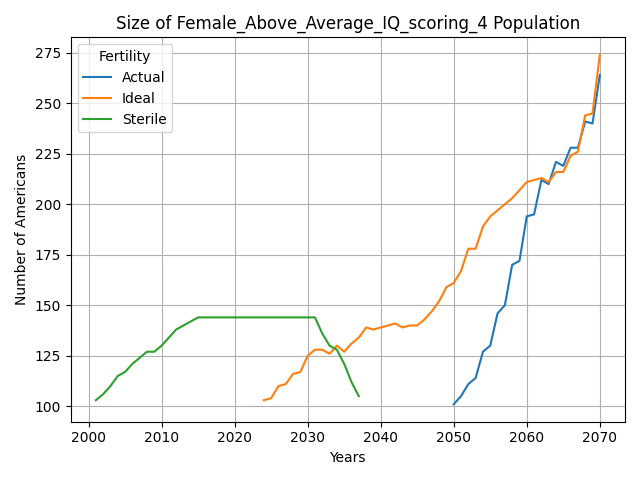 Size of Female_Above_Average_IQ_scoring_4 Population
Number of Americans
275
250
225
200
175
150
125
100
Fertility
Actual
Ideal
Sterile
2000 2010 2020 2030 2040 2050 2060 2070
Years